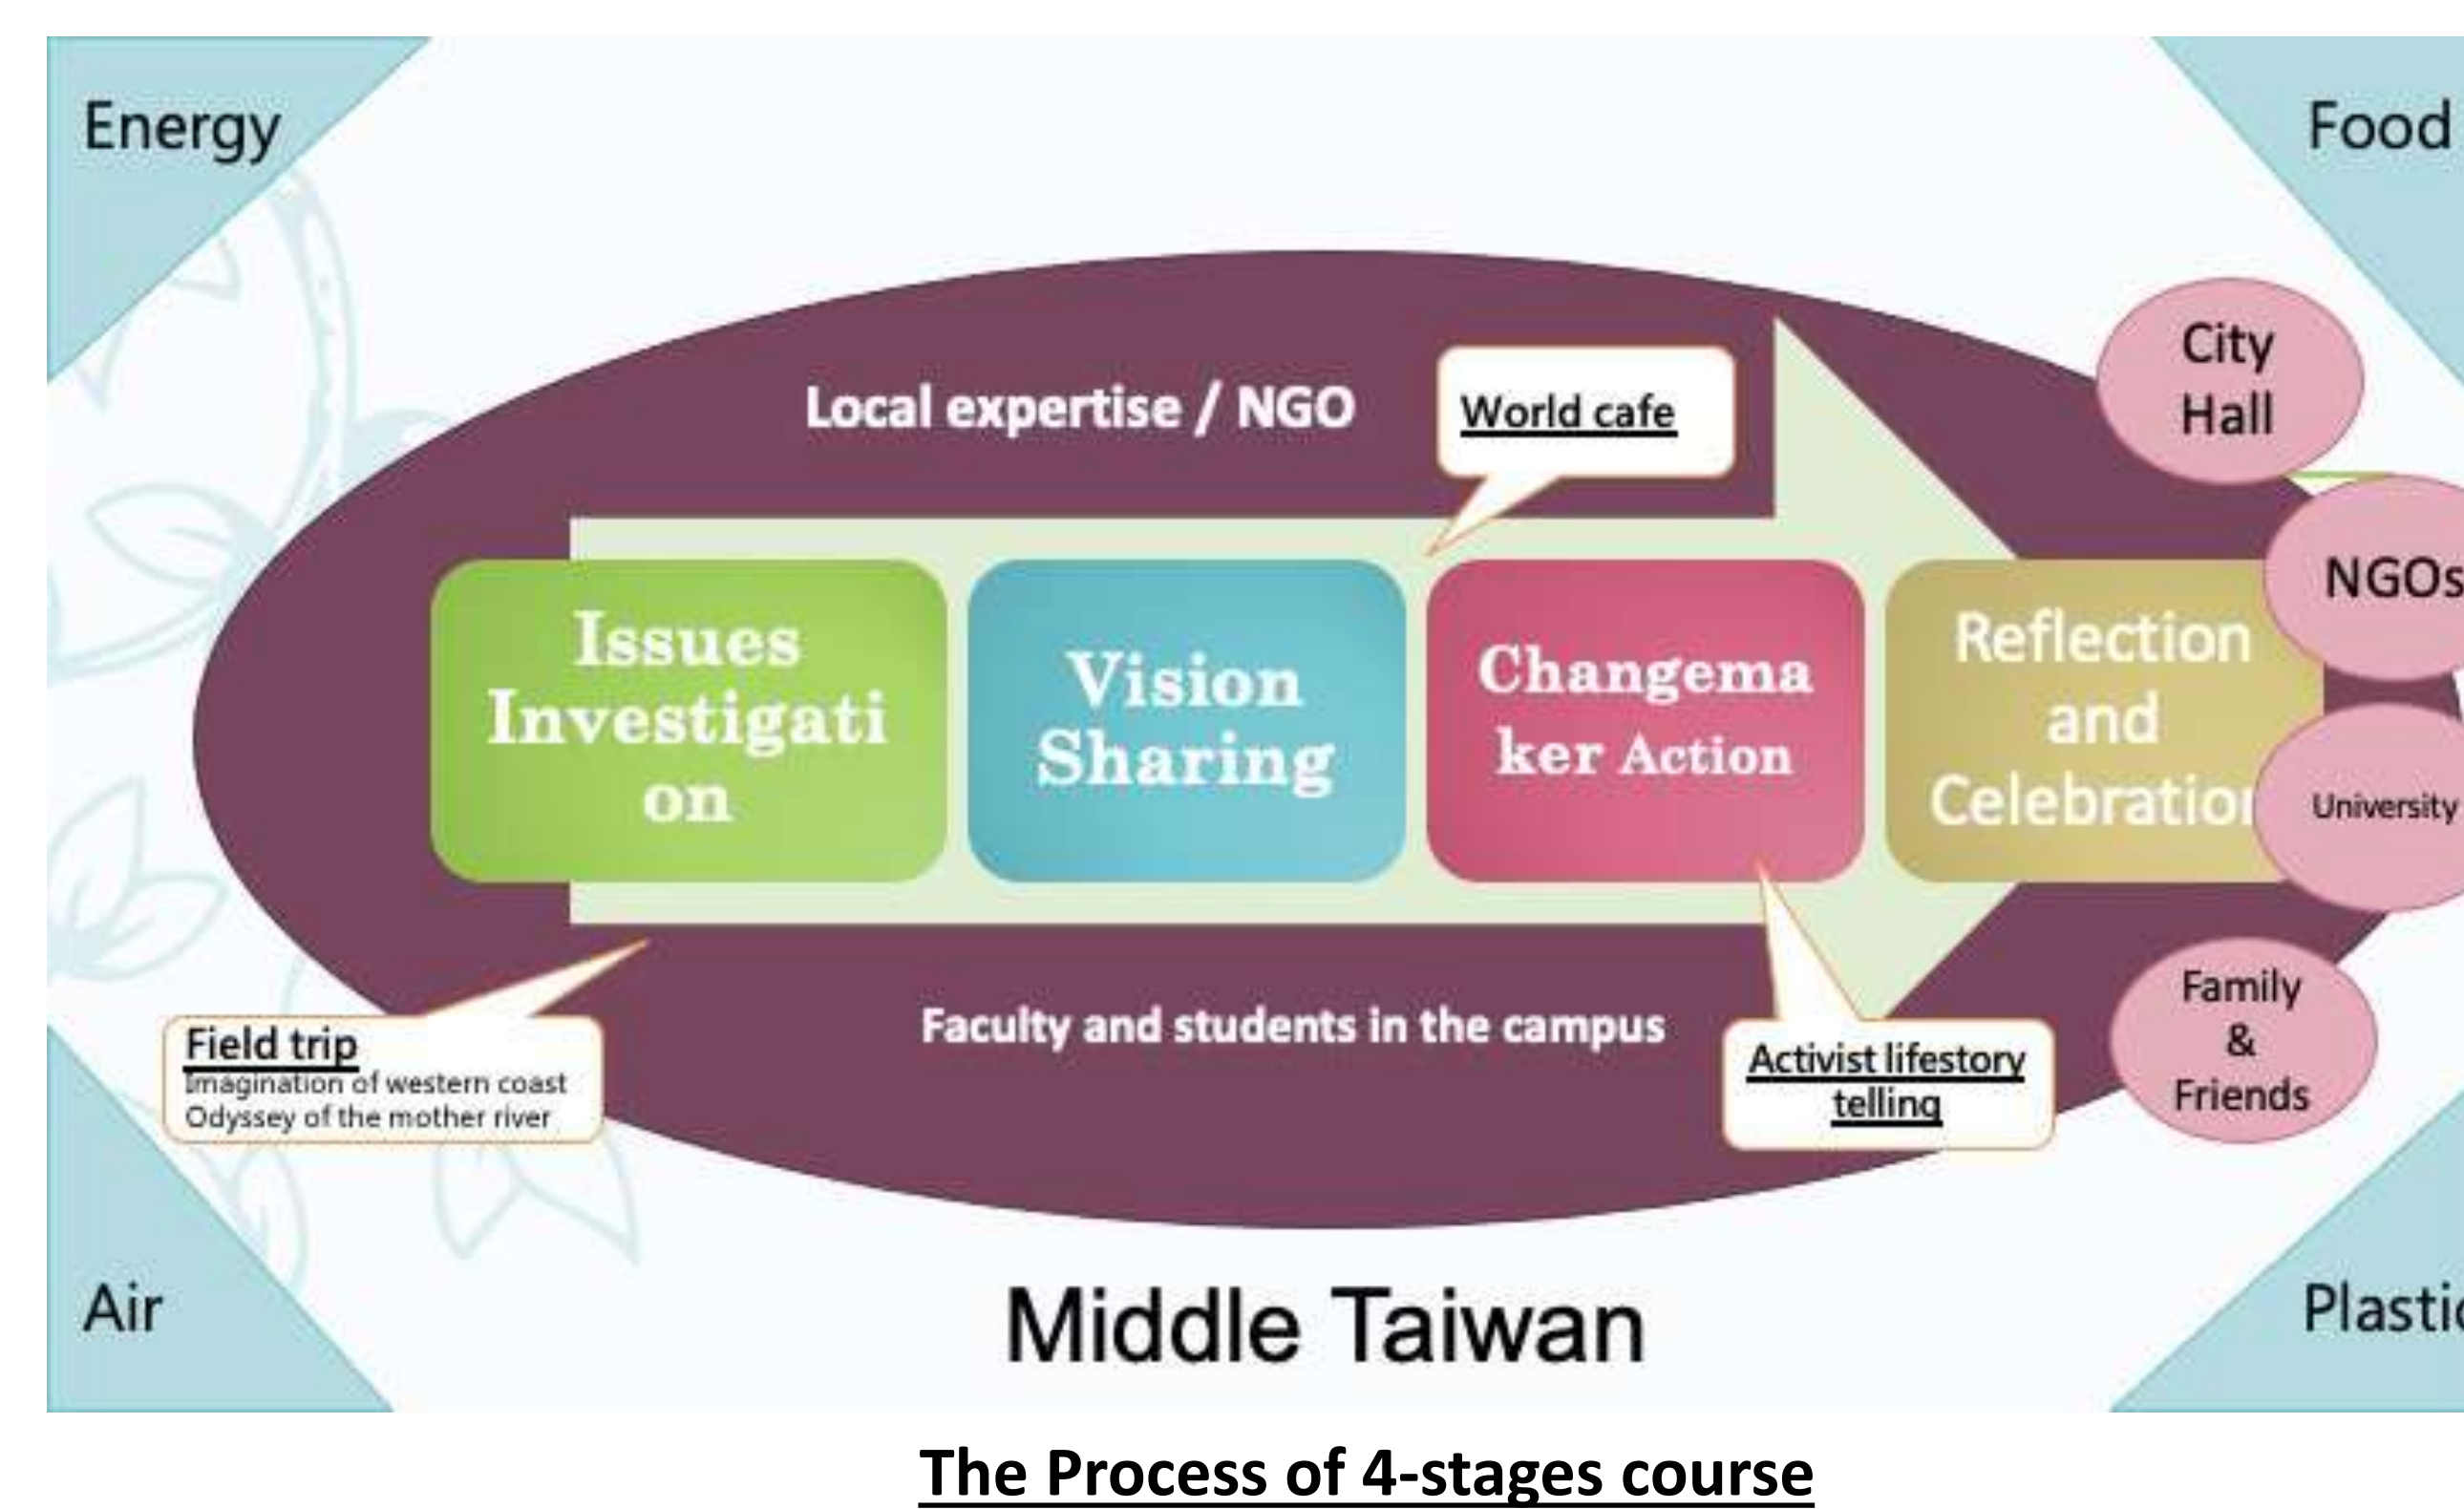 Energy
Food
City
Hall
Local expertise / NGO
World cafe
NGOs
Issues
Investigati
on
Vision
Sharing
Changema
ker Action
Reflection
and
Celebration
University
Faculty and students in the campus
Field trip
Imagination of western coast
Odyssey of the mother river
Activist lifestory
telling
Family
&
Friends
Air
Plastic
Middle Taiwan
The Process of 4-stages course